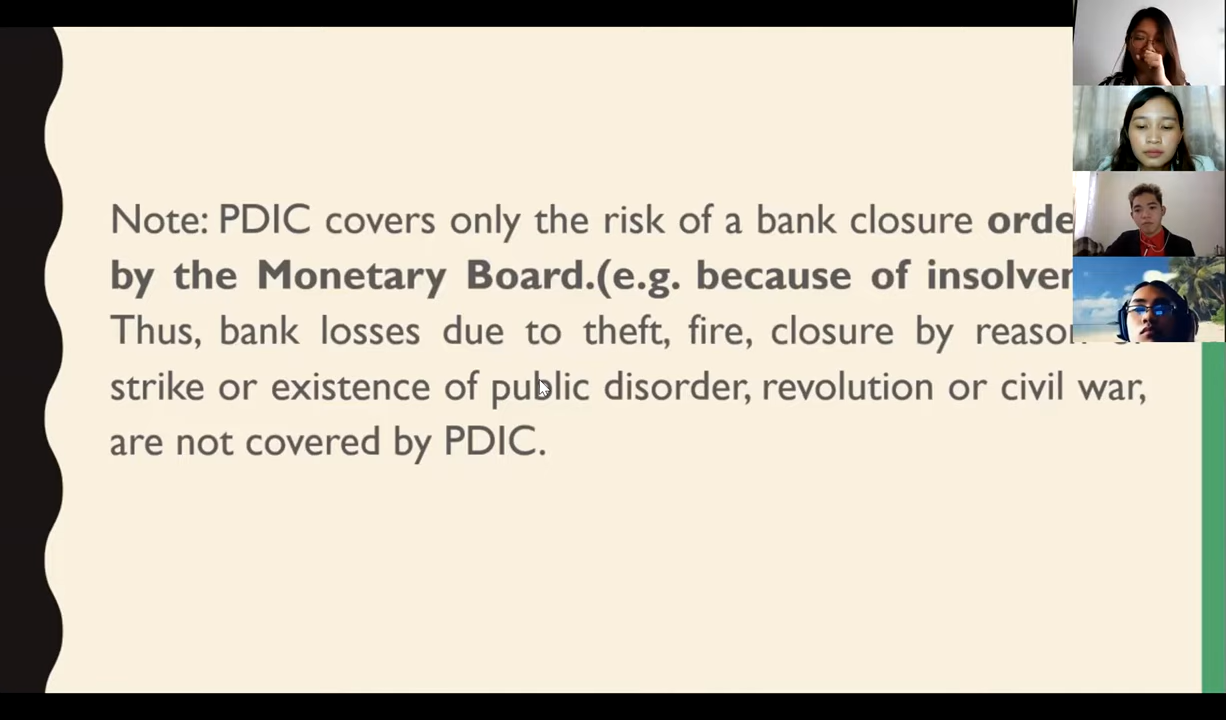 Note: PDIC covers only the risk of a bank closure
by the Monetary Board.(e.g. because of
Thus, bank losses due to theft, fire, closure by
strike or existence of public disorder, revolution or civil war,
are not covered by PDIC.